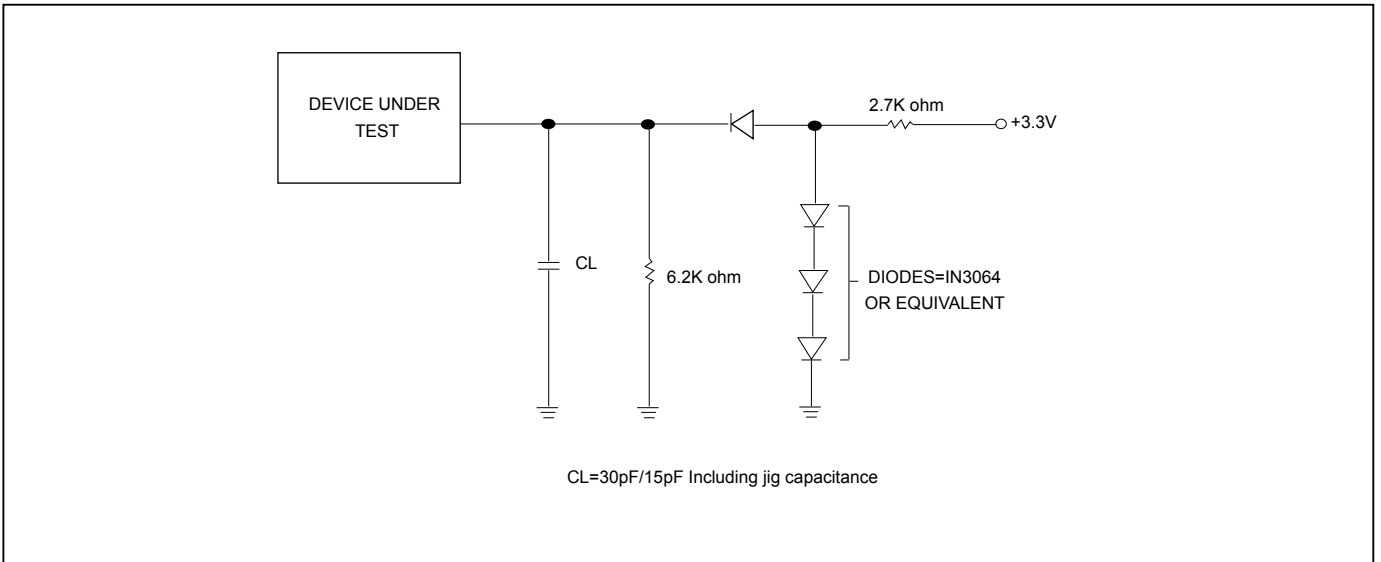 DEVICE UNDER
TEST
2.7K ohm
+3.3V
CL
6.2K ohm
DIODES=IN3064
OR EQUIVALENT
CL=30pF/15pF Including jig capacitance